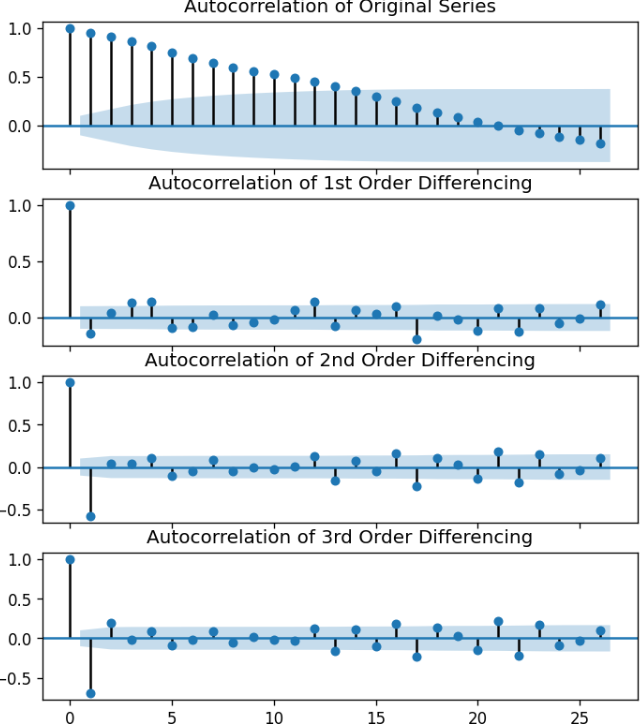 Autocorrelation of Original Series
1.0
0.5
0.0
Autocorrelation of 1st Order Differencing
1.0
0.5
0.0
Autocorrelation of 2nd Order Differencing
1.0
0.5
0.0
−0.5
Autocorrelation of 3rd Order Differencing
1.0
0.5
0.0
−0.5
0 5 10 15 20 25